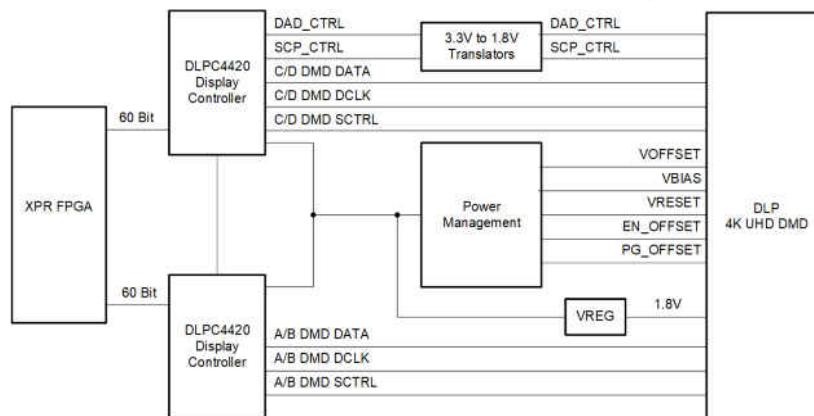 DAD_CTRL
SCP_CTRL
C/D DMD DATA
C/D DMD DCLK
C/D DMD SCTRL
DLPC4420
Display
Controller
3.3V to 1.8V
Translators
DAD_CTRL
SCP_CTRL
60 Bit
XPR FPGA
60 Bit
Power
Management
VOFFSET
VBIAS
VRESET
EN_OFFSET
PG_OFFSET
DLP
4K UHD DMD
VREG
1.8V
DLPC4420
Display
Controller
A/B DMD DATA
A/B DMD DCLK
A/B DMD SCTRL